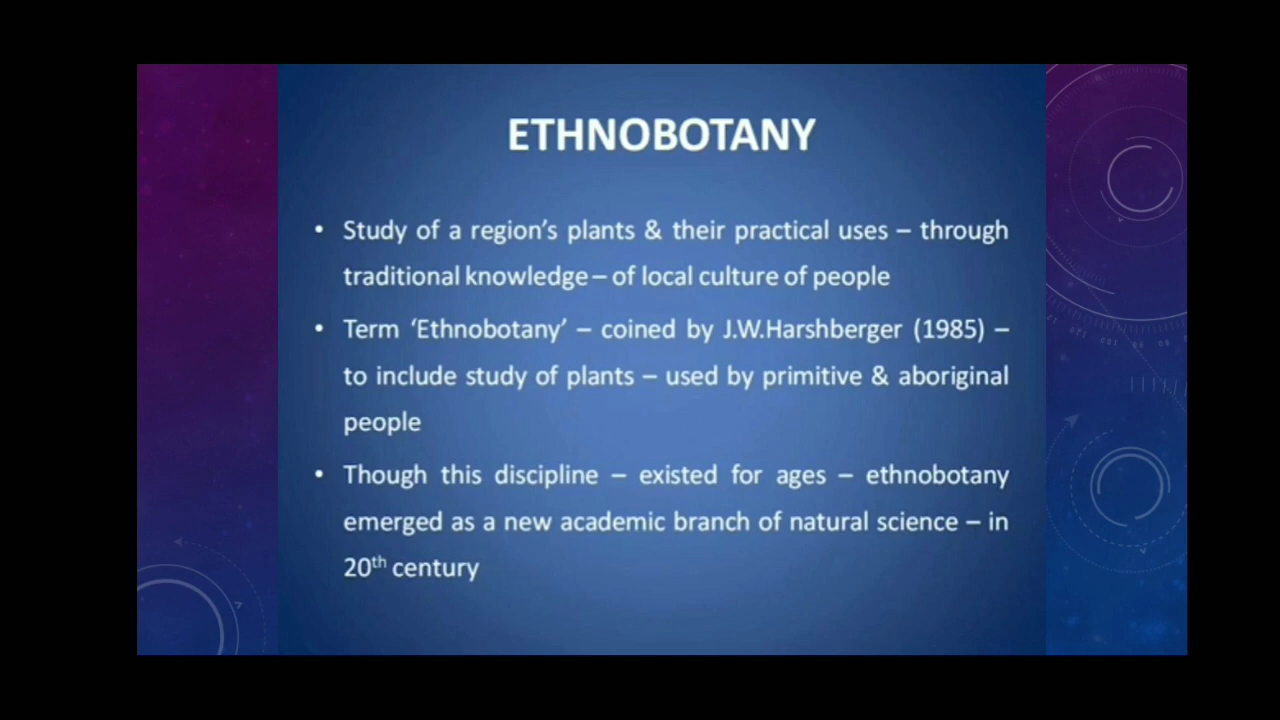 ETHNOBOTANY
• Study of a region's plants & their practical uses – through
traditional knowledge – of local culture of people
• Term 'Ethnobotany' – coined by J.W.Harshberger (1985) –
to include study of plants – used by primitive & aboriginal
people
• Though this discipline – existed for ages – ethnobotany
emerged as a new academic branch of natural science – in
20th century